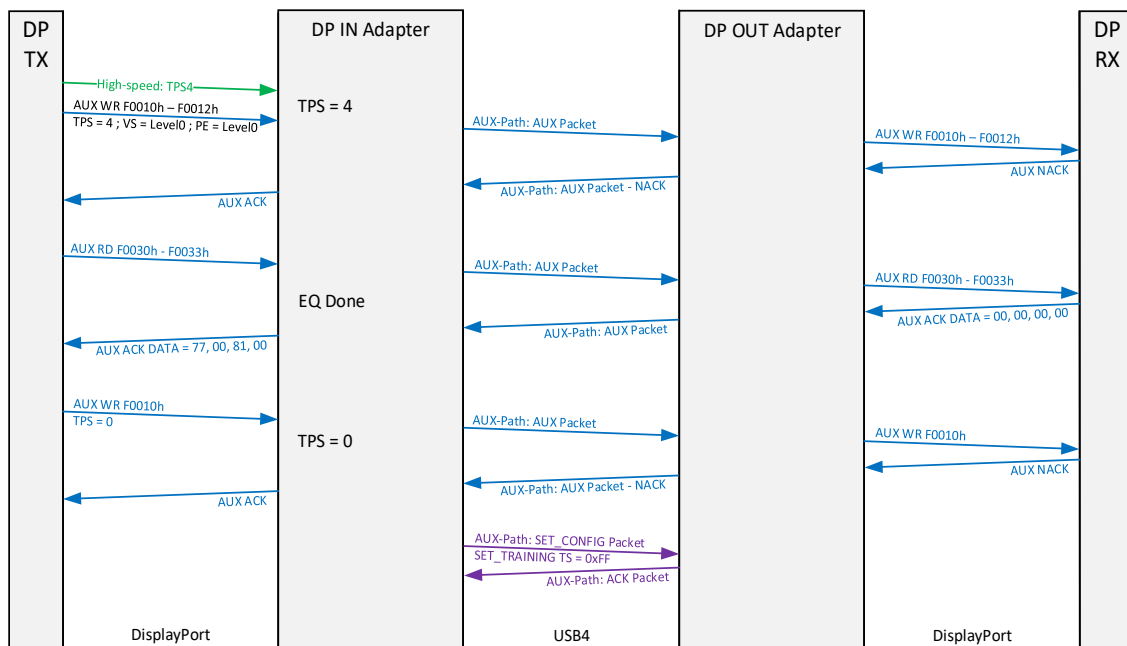 DP
TX
DP IN Adapter
DP OUT Adapter
DP
RX
High-speed: TPS4
AUX WR F0010h – F0012h
TPS = 4 ; VS = Level0 ; PE = Level0
TPS = 4
AUX-Path: AUX Packet
AUX WR F0010h – F0012h
AUX NACK
AUX-Path: AUX Packet - NACK
AUX ACK
AUX RD F0030h - F0033h
AUX-Path: AUX Packet
AUX RD F0030h - F0033h
EQ Done
AUX ACK DATA = 00, 00, 00, 00
AUX-Path: AUX Packet
AUX ACK DATA = 77, 00, 81, 00
AUX WR F0010h
TPS = 0
TPS = 0
AUX-Path: AUX Packet
AUX WR F0010h
AUX NACK
AUX-Path: AUX Packet - NACK
AUX ACK
AUX-Path: SET_CONFIG Packet
SET_TRAINING TS = 0xFF
AUX-Path: ACK Packet
DisplayPort
USB4
DisplayPort